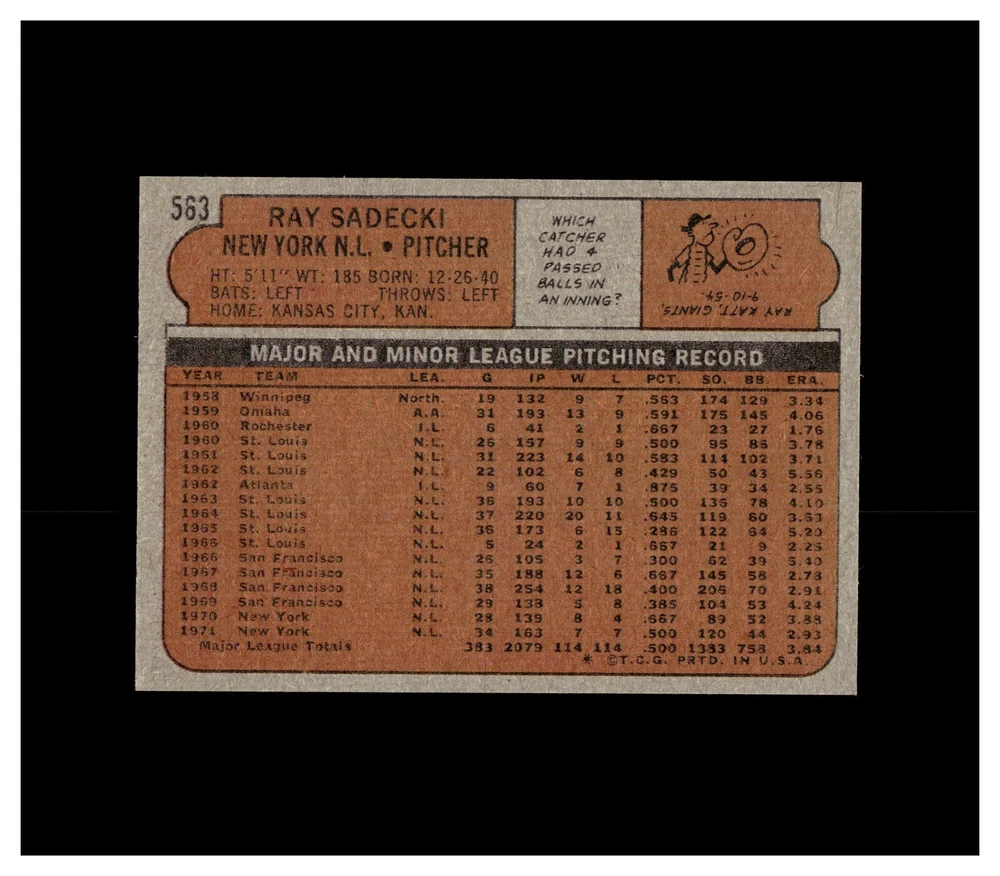 563
RAY SADECKI
NEW YORK N.L. • PITCHER
HT: 5'11" WT: 185 BORN: 12-26-40
BATS: LEFT THROWS: LEFT
HOME: KANSAS CITY, KAN.
WHICH
CATCHER
HAD 4
PASSED
BALLS IN
AN INNING?
RAY KATT, GIANTS,
9-10-54.
MAJOR AND MINOR LEAGUE PITCHING RECORD
YEAR TEAM LEA. G IP W L PCT. SO. BB. ERA.
1958 Winnipeg North. 19 132 9 7 .563 174 129 3.34
1959 Omaha A.A. 31 193 13 9 .591 175 145 4.06
1960 Rochester I.L. 6 41 2 1 .667 23 27 1.76
1960 St. Louis N.L. 26 157 9 9 .500 95 86 3.78
1961 St. Louis N.L. 31 223 14 10 .583 114 102 3.71
1962 St. Louis N.L. 22 102 6 8 .429 50 43 5.56
1962 Atlanta I.L. 9 60 7 1 .875 39 34 2.55
1963 St. Louis N.L. 36 193 10 10 .500 136 78 4.10
1964 St. Louis N.L. 37 220 20 11 .645 119 60 3.53
1965 St. Louis N.L. 36 173 6 15 .286 122 64 5.20
1966 St. Louis N.L. 5 24 2 1 .667 21 9 2.25
1966 San Francisco N.L. 26 105 3 7 .300 62 39 5.40
1967 San Francisco N.L. 35 188 12 6 .667 145 58 2.78
1968 San Francisco N.L. 38 254 12 18 .400 206 70 2.91
1969 San Francisco N.L. 29 138 5 8 .385 104 53 4.24
1970 New York N.L. 28 139 8 4 .667 89 52 3.88
1971 New York N.L. 34 163 7 7 .500 120 44 2.93
Major League Totals 383 2079 114 114 .500 1383 758 3.84
* ©T.C.G. PRTD. IN U.S.A.